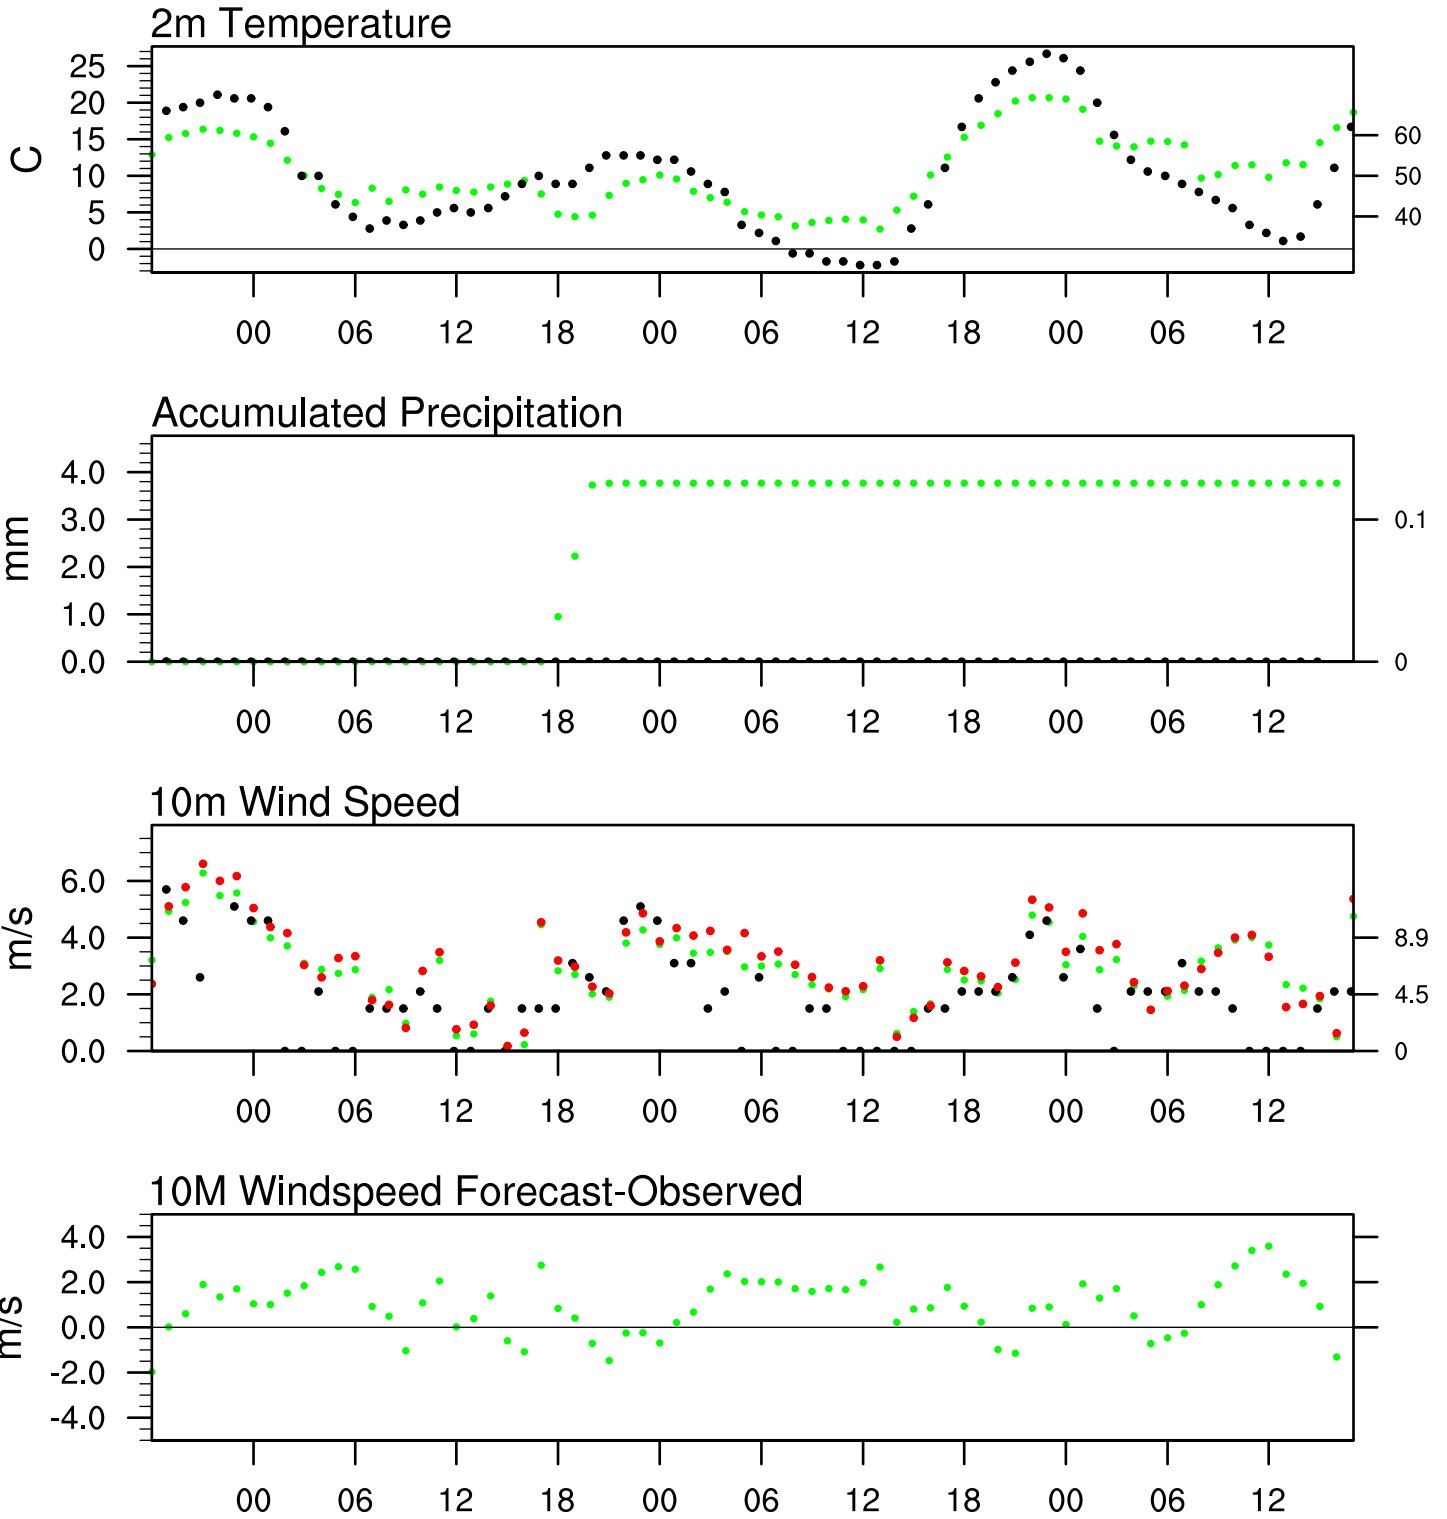 2m Temperature
C
25
20
15
10
5
0
60
50
40
00 06 12 18 00 06 12 18 00 06 12
Accumulated Precipitation
mm
4.0
3.0
2.0
1.0
0.0
0.1
0
00 06 12 18 00 06 12 18 00 06 12
10m Wind Speed
m/s
6.0
4.0
2.0
0.0
8.9
4.5
0
00 06 12 18 00 06 12 18 00 06 12
10M Windspeed Forecast-Observed
m/s
4.0
2.0
0.0
-2.0
-4.0
00 06 12 18 00 06 12 18 00 06 12